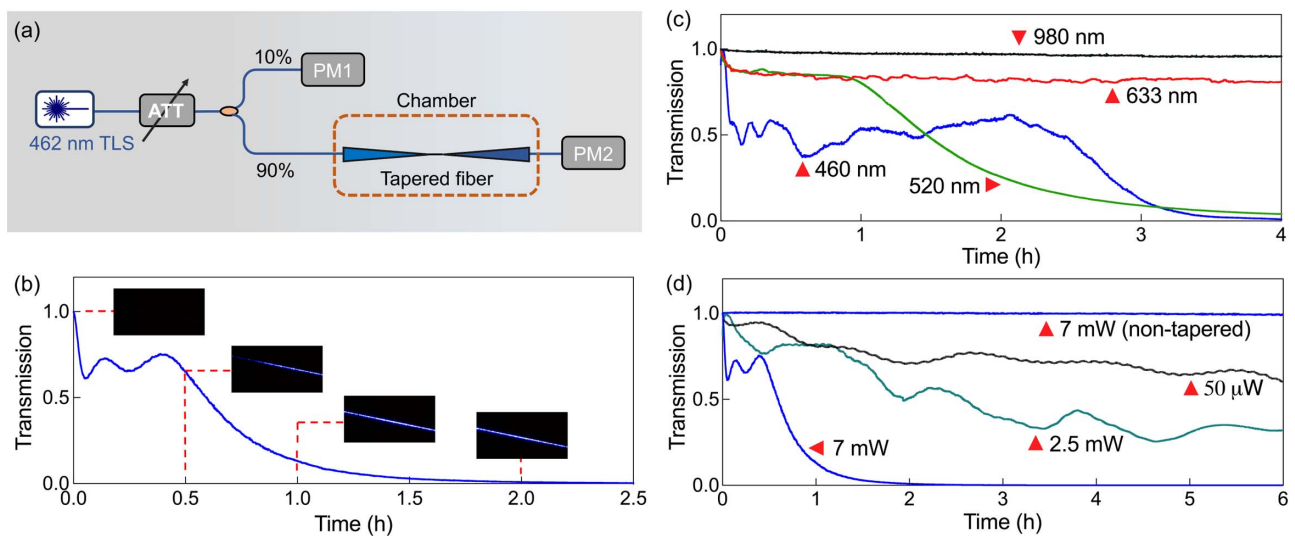 (a)
10%
PM1
Chamber
ATT
462 nm TLS
90%
Tapered fiber
PM2
(b)
Transmission
1.0
0.5
0.0
0.0 0.5 1.0 1.5 2.0 2.5
Time (h)
(c)
Transmission
1.0
0.5
0.0
980 nm
633 nm
460 nm
520 nm
0 1 2 3 4
Time (h)
(d)
Transmission
1.0
0.5
0.0
7 mW (non-tapered)
50 μW
2.5 mW
7 mW
0 1 2 3 4 5 6
Time (h)